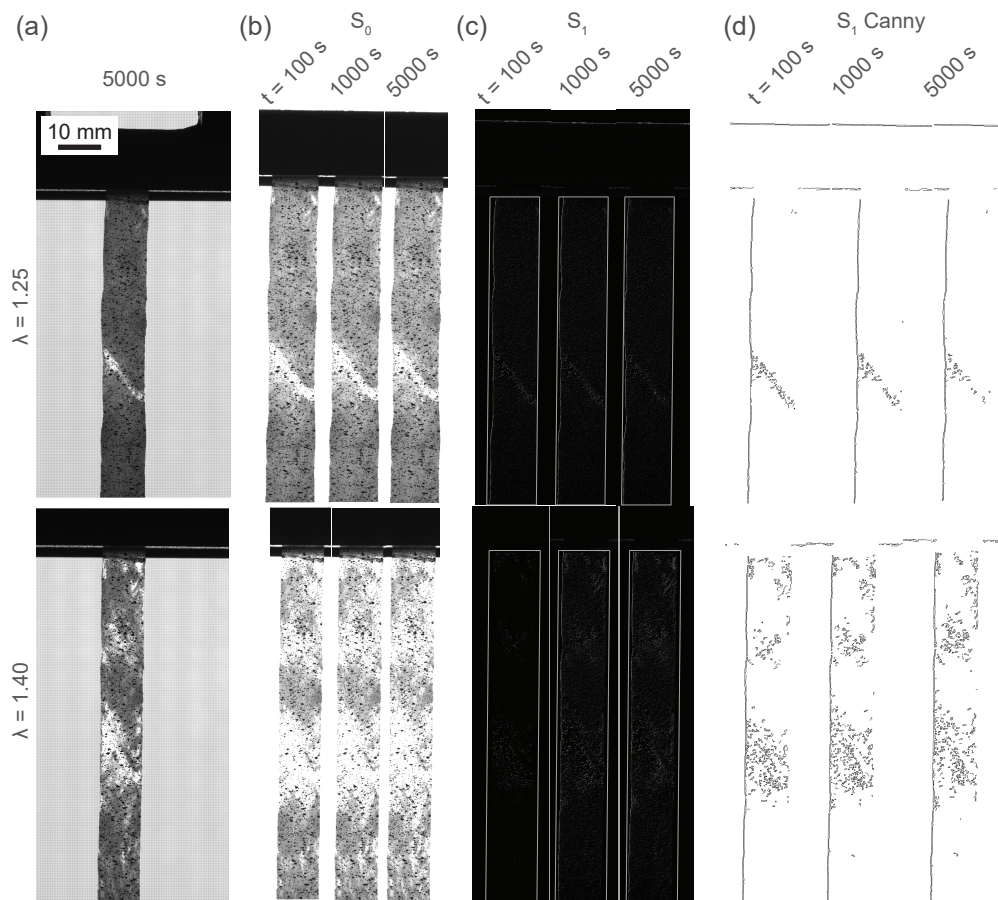 (a)
(b)
S₀
(c)
S₁
(d)
S₁ Canny
5000 s
t = 100 s
1000 s
5000 s
t = 100 s
1000 s
5000 s
t = 100 s
1000 s
5000 s
10 mm
λ = 1.25
λ = 1.40